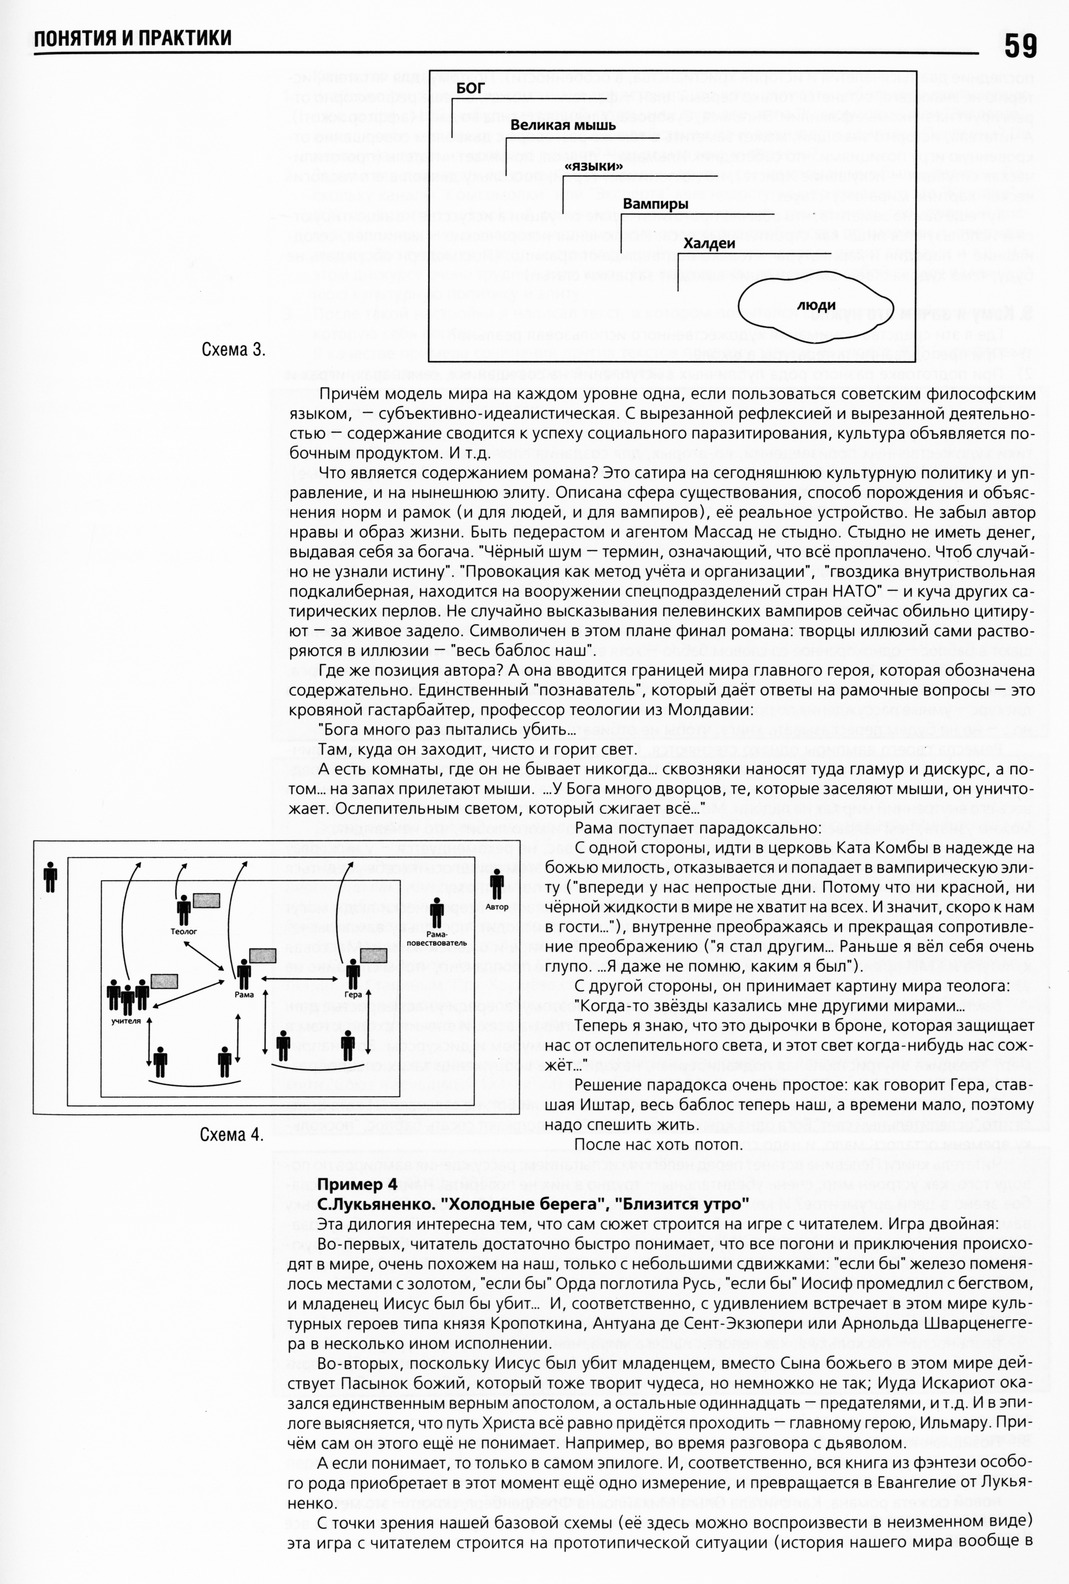 ПОНЯТИЯ И ПРАКТИКИ
59
БОГ
Великая мышь
«языки»
Вампиры
Халдеи
люди
Схема 3.
Причём модель мира на каждом уровне одна, если пользоваться советским философским
языком, — субъективно-идеалистическая. С вырезанной рефлексией и вырезанной деятельно-
стью — содержание сводится к успеху социального паразитирования, культура объявляется по-
бочным продуктом. И т.д.
Что является содержанием романа? Это сатира на сегодняшнюю культурную политику и уп-
равление, и на нынешнюю элиту. Описана сфера существования, способ порождения и объяс-
нения норм и рамок (и для людей, и для вампиров), её реальное устройство. Не забыл автор
нравы и образ жизни. Быть педерастом и агентом Массад не стыдно. Стыдно не иметь денег,
выдавая себя за богача. "Чёрный шум — термин, означающий, что всё проплачено. Чтоб случай-
но не узнали истину". "Провокация как метод учёта и организации", "гвоздика внутриствольная
подкалиберная, находится на вооружении спецподразделений стран НАТО" — и куча других са-
тирических перлов. Не случайно высказывания пелевинских вампиров сейчас обильно цитиру-
ют — за живое задело. Символичен в этом плане финал романа: творцы иллюзий сами раство-
ряются в иллюзии — "весь баблос наш".
Где же позиция автора? А она вводится границей мира главного героя, которая обозначена
содержательно. Единственный "познаватель", который даёт ответы на рамочные вопросы — это
кровяной гастарбайтер, профессор теологии из Молдавии:
"Бога много раз пытались убить...
Там, куда он заходит, чисто и горит свет.
А есть комнаты, где он не бывает никогда... сквозняки наносят туда гламур и дискурс, а по-
том... на запах прилетают мыши. ...У Бога много дворцов, те, которые заселяют мыши, он уничто-
жает. Ослепительным светом, который сжигает всё..."
Рама поступает парадоксально:
С одной стороны, идти в церковь Ката Комбы в надежде на
божью милость, отказывается и попадает в вампирическую эли-
ту ("впереди у нас непростые дни. Потому что ни красной, ни
чёрной жидкости в мире не хватит на всех. И значит, скоро к нам
в гости..."), внутренне преображаясь и прекращая сопротивле-
ние преображению ("я стал другим... Раньше я вёл себя очень
глупо. ...Я даже не помню, каким я был").
С другой стороны, он принимает картину мира теолога:
"Когда-то звёзды казались мне другими мирами...
Теперь я знаю, что это дырочки в броне, которая защищает
нас от ослепительного света, и этот свет когда-нибудь нас сож-
жёт..."
Решение парадокса очень простое: как говорит Гера, став-
шая Иштар, весь баблос теперь наш, а времени мало, поэтому
надо спешить жить.
После нас хоть потоп.
Теолог
Автор
Рама-
повествователь
Рама
Гера
учителя
Схема 4.
Пример 4
С.Лукьяненко. "Холодные берега", "Близится утро"
Эта дилогия интересна тем, что сам сюжет строится на игре с читателем. Игра двойная:
Во-первых, читатель достаточно быстро понимает, что все погони и приключения происхо-
дят в мире, очень похожем на наш, только с небольшими сдвижками: "если бы" железо поменя-
лось местами с золотом, "если бы" Орда поглотила Русь, "если бы" Иосиф промедлил с бегством,
и младенец Иисус был бы убит... И, соответственно, с удивлением встречает в этом мире куль-
турных героев типа князя Кропоткина, Антуана де Сент-Экзюпери или Арнольда Шварценегге-
ра в несколько ином исполнении.
Во-вторых, поскольку Иисус был убит младенцем, вместо Сына божьего в этом мире дей-
ствует Пасынок божий, который тоже творит чудеса, но немножко не так; Иуда Искариот ока-
зался единственным верным апостолом, а остальные одиннадцать — предателями, и т.д. И в эпи-
логе выясняется, что путь Христа всё равно придётся проходить — главному герою, Ильмару. При-
чём сам он этого ещё не понимает. Например, во время разговора с дьяволом.
А если понимает, то только в самом эпилоге. И, соответственно, вся книга из фэнтези особо-
го рода приобретает в этот момент ещё одно измерение, и превращается в Евангелие от Лукья-
ненко.
С точки зрения нашей базовой схемы (её здесь можно воспроизвести в неизменном виде)
эта игра с читателем строится на прототипической ситуации (история нашего мира вообще в